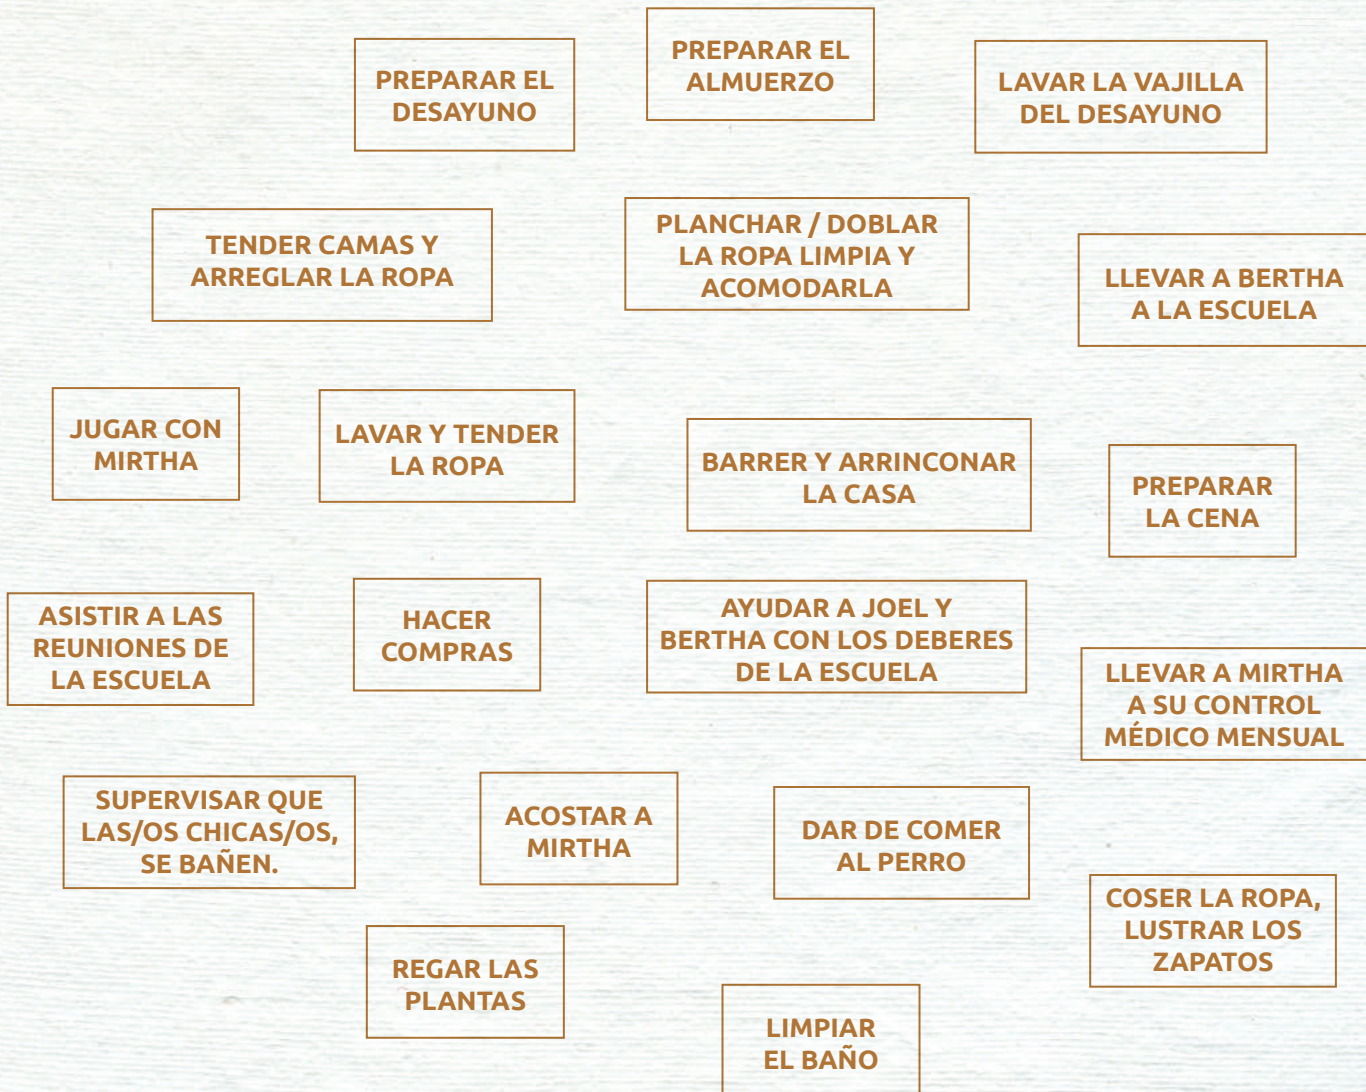 PREPARAR EL
DESAYUNO
PREPARAR EL
ALMUERZO
LAVAR LA VAJILLA
DEL DESAYUNO
TENDER CAMAS Y
ARREGLAR LA ROPA
PLANCHAR / DOBLAR
LA ROPA LIMPIA Y
ACOMODARLA
LLEVAR A BERTHA
A LA ESCUELA
JUGAR CON
MIRTHA
LAVAR Y TENDER
LA ROPA
BARRER Y ARRINCONAR
LA CASA
PREPARAR
LA CENA
ASISTIR A LAS
REUNIONES DE
LA ESCUELA
HACER
COMPRAS
AYUDAR A JOEL Y
BERTHA CON LOS DEBERES
DE LA ESCUELA
LLEVAR A MIRTHA
A SU CONTROL
MÉDICO MENSUAL
SUPERVISAR QUE
LAS/OS CHICAS/OS,
SE BAÑEN.
ACOSTAR A
MIRTHA
DAR DE COMER
AL PERRO
COSER LA ROPA,
LUSTRAR LOS
ZAPATOS
REGAR LAS
PLANTAS
LIMPIAR
EL BAÑO